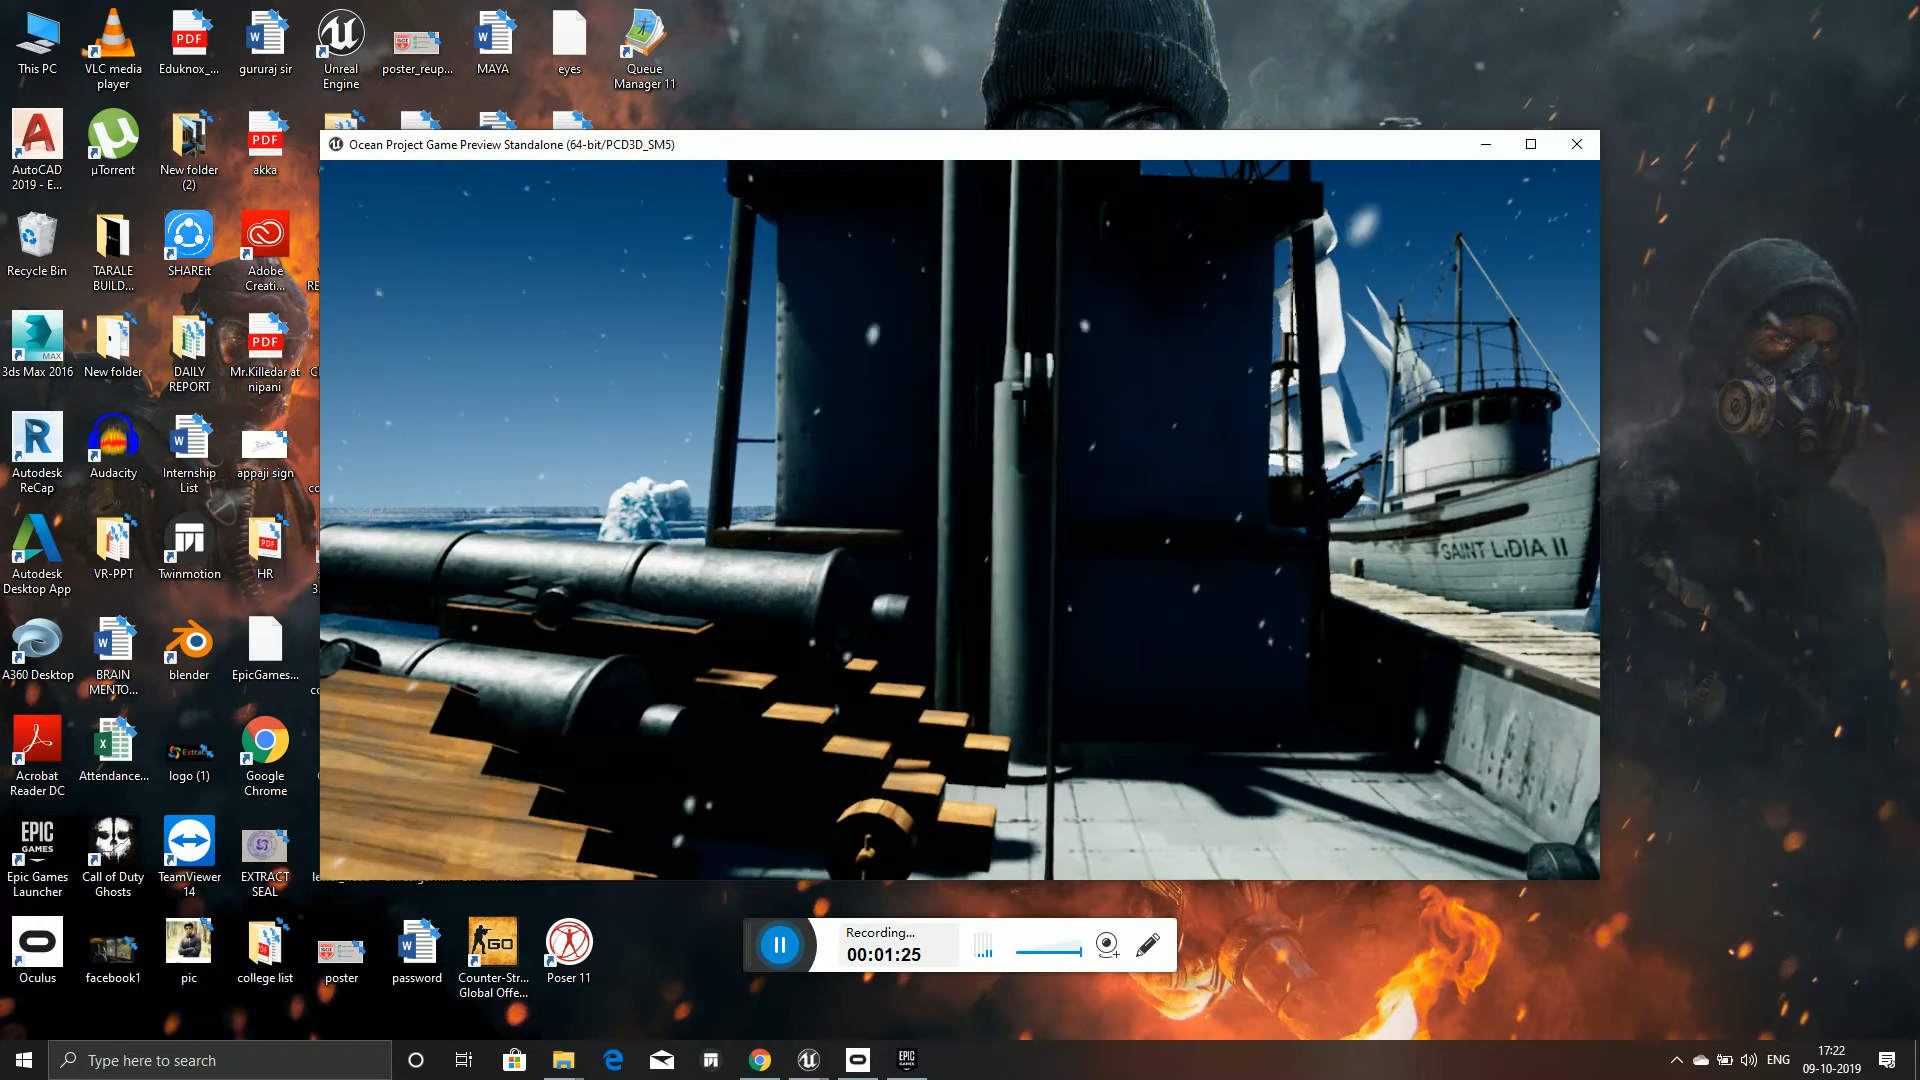 This PC
VLC media
player
Eduknox_...
gururaj sir
Unreal
Engine
poster_reup...
MAYA
eyes
Queue
Manager 11
AutoCAD
2019 - E...
µTorrent
New folder
(2)
akka
Ocean Project Game Preview Standalone (64-bit/PCD3D_SM5)
Recycle Bin
TARALE
BUILD...
SHAREit
Adobe
Creati...
3ds Max 2016
New folder
DAILY
REPORT
Mr.Killedar at
nipani
Autodesk
ReCap
Audacity
Internship
List
appaji sign
SAINT LiDIA II
Autodesk
Desktop App
VR-PPT
Twinmotion
HR
A360 Desktop
BRAIN
MENTO...
blender
EpicGames...
Acrobat
Reader DC
Attendance...
logo (1)
Google
Chrome
EPIC
GAMES
Epic Games
Launcher
Call of Duty
Ghosts
TeamViewer
14
EXTRACT
SEAL
Oculus
facebook1
pic
college list
poster
password
Counter-Str...
Global Offe...
Poser 11
Recording...
00:01:25
Type here to search
ENG
17:22
09-10-2019